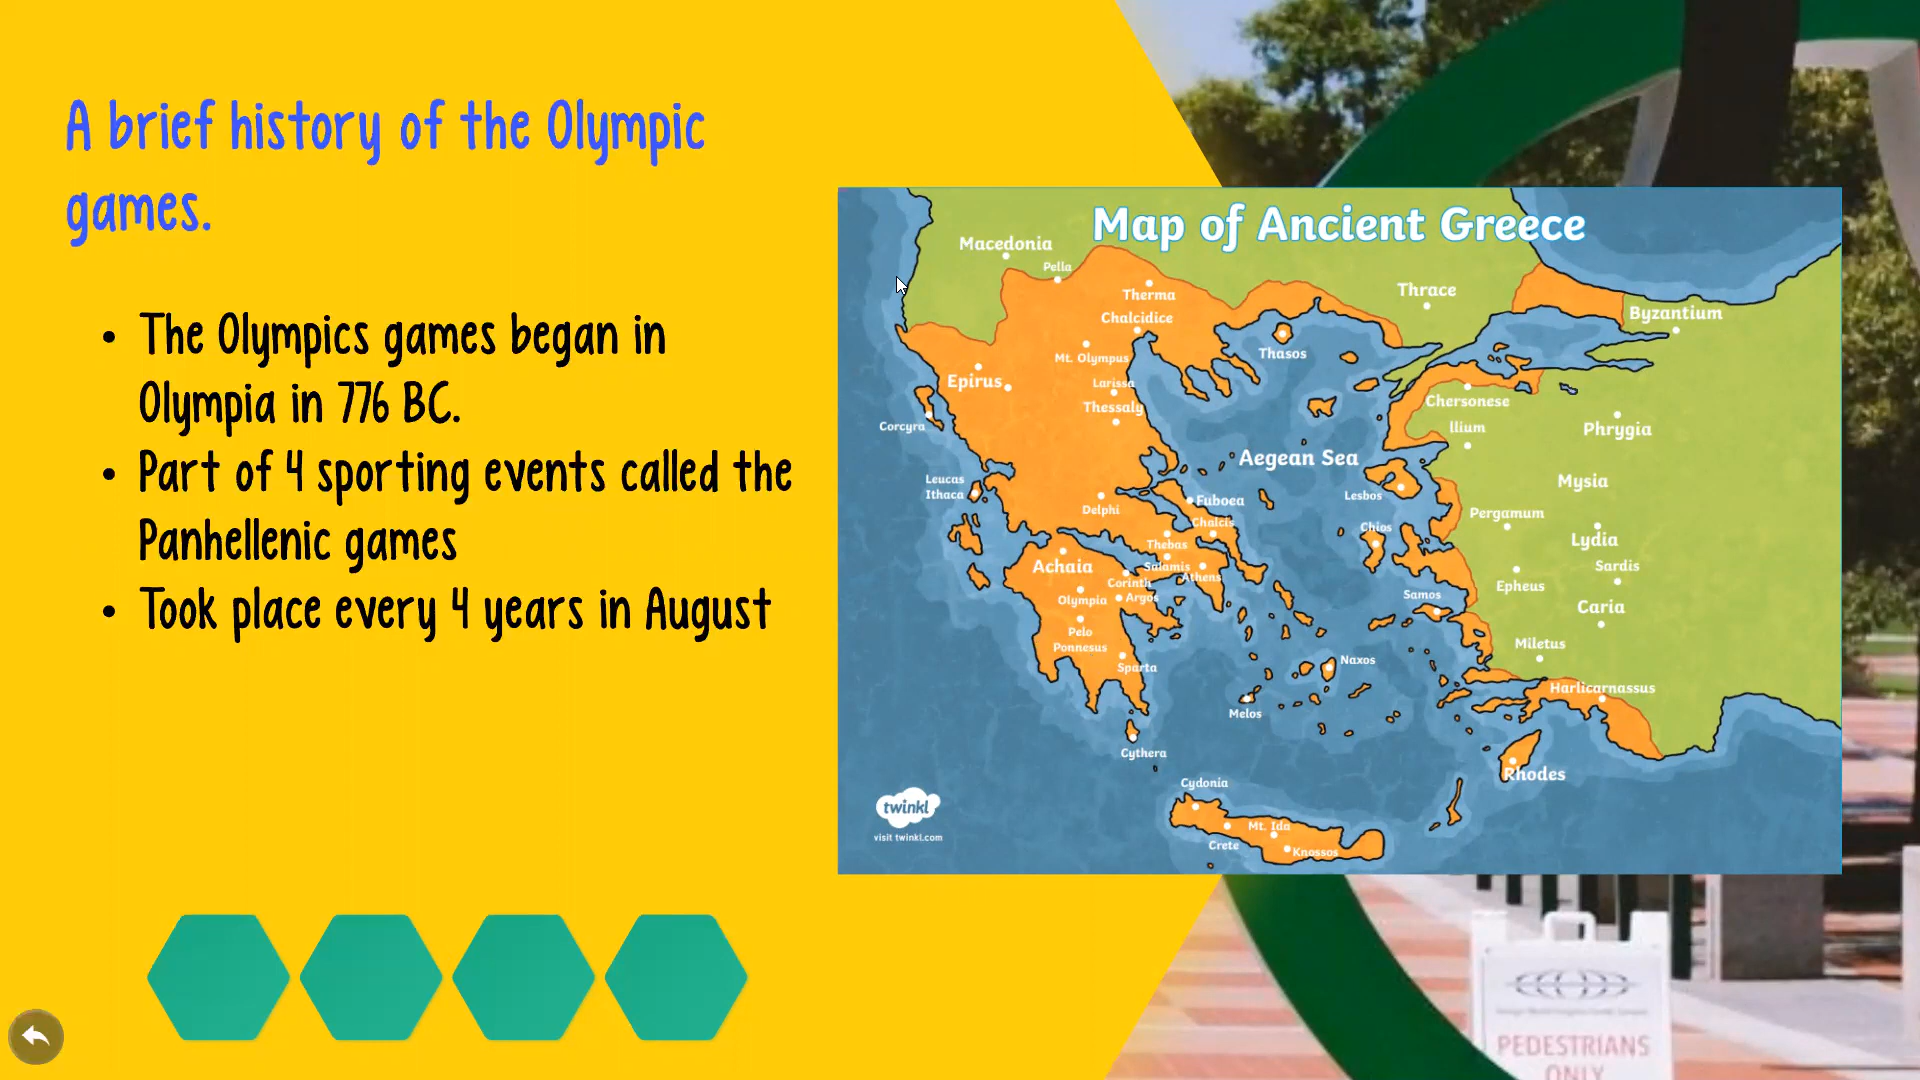 A brief history of the Olympic
games.
• The Olympics games began in
Olympia in 776 BC.
• Part of 4 sporting events called the
Panhellenic games
• Took place every 4 years in August
Map of Ancient Greece
Macedonia
Pella
Therma
Chalcidice
Thrace
Byzantium
Mt. Olympus
Thasos
Epirus
Larissa
Thessaly
Chersonese
Corcyra
Ilium
Phrygia
Aegean Sea
Leucas
Ithaca
Lesbos
Mysia
Delphi
Fuboea
Pergamum
Chalcis
Chios
Thebas
Lydia
Achaia
Salamis
Athens
Sardis
Corinth
Epheus
Olympia
Argos
Samos
Caria
Pelo
Ponnesus
Miletus
Sparta
Naxos
Harlicarnassus
Melos
Cythera
Rhodes
Cydonia
twinkl
visit twinkl.com
Mt. Ida
Crete
Knossos
PEDESTRIANS
ONLY